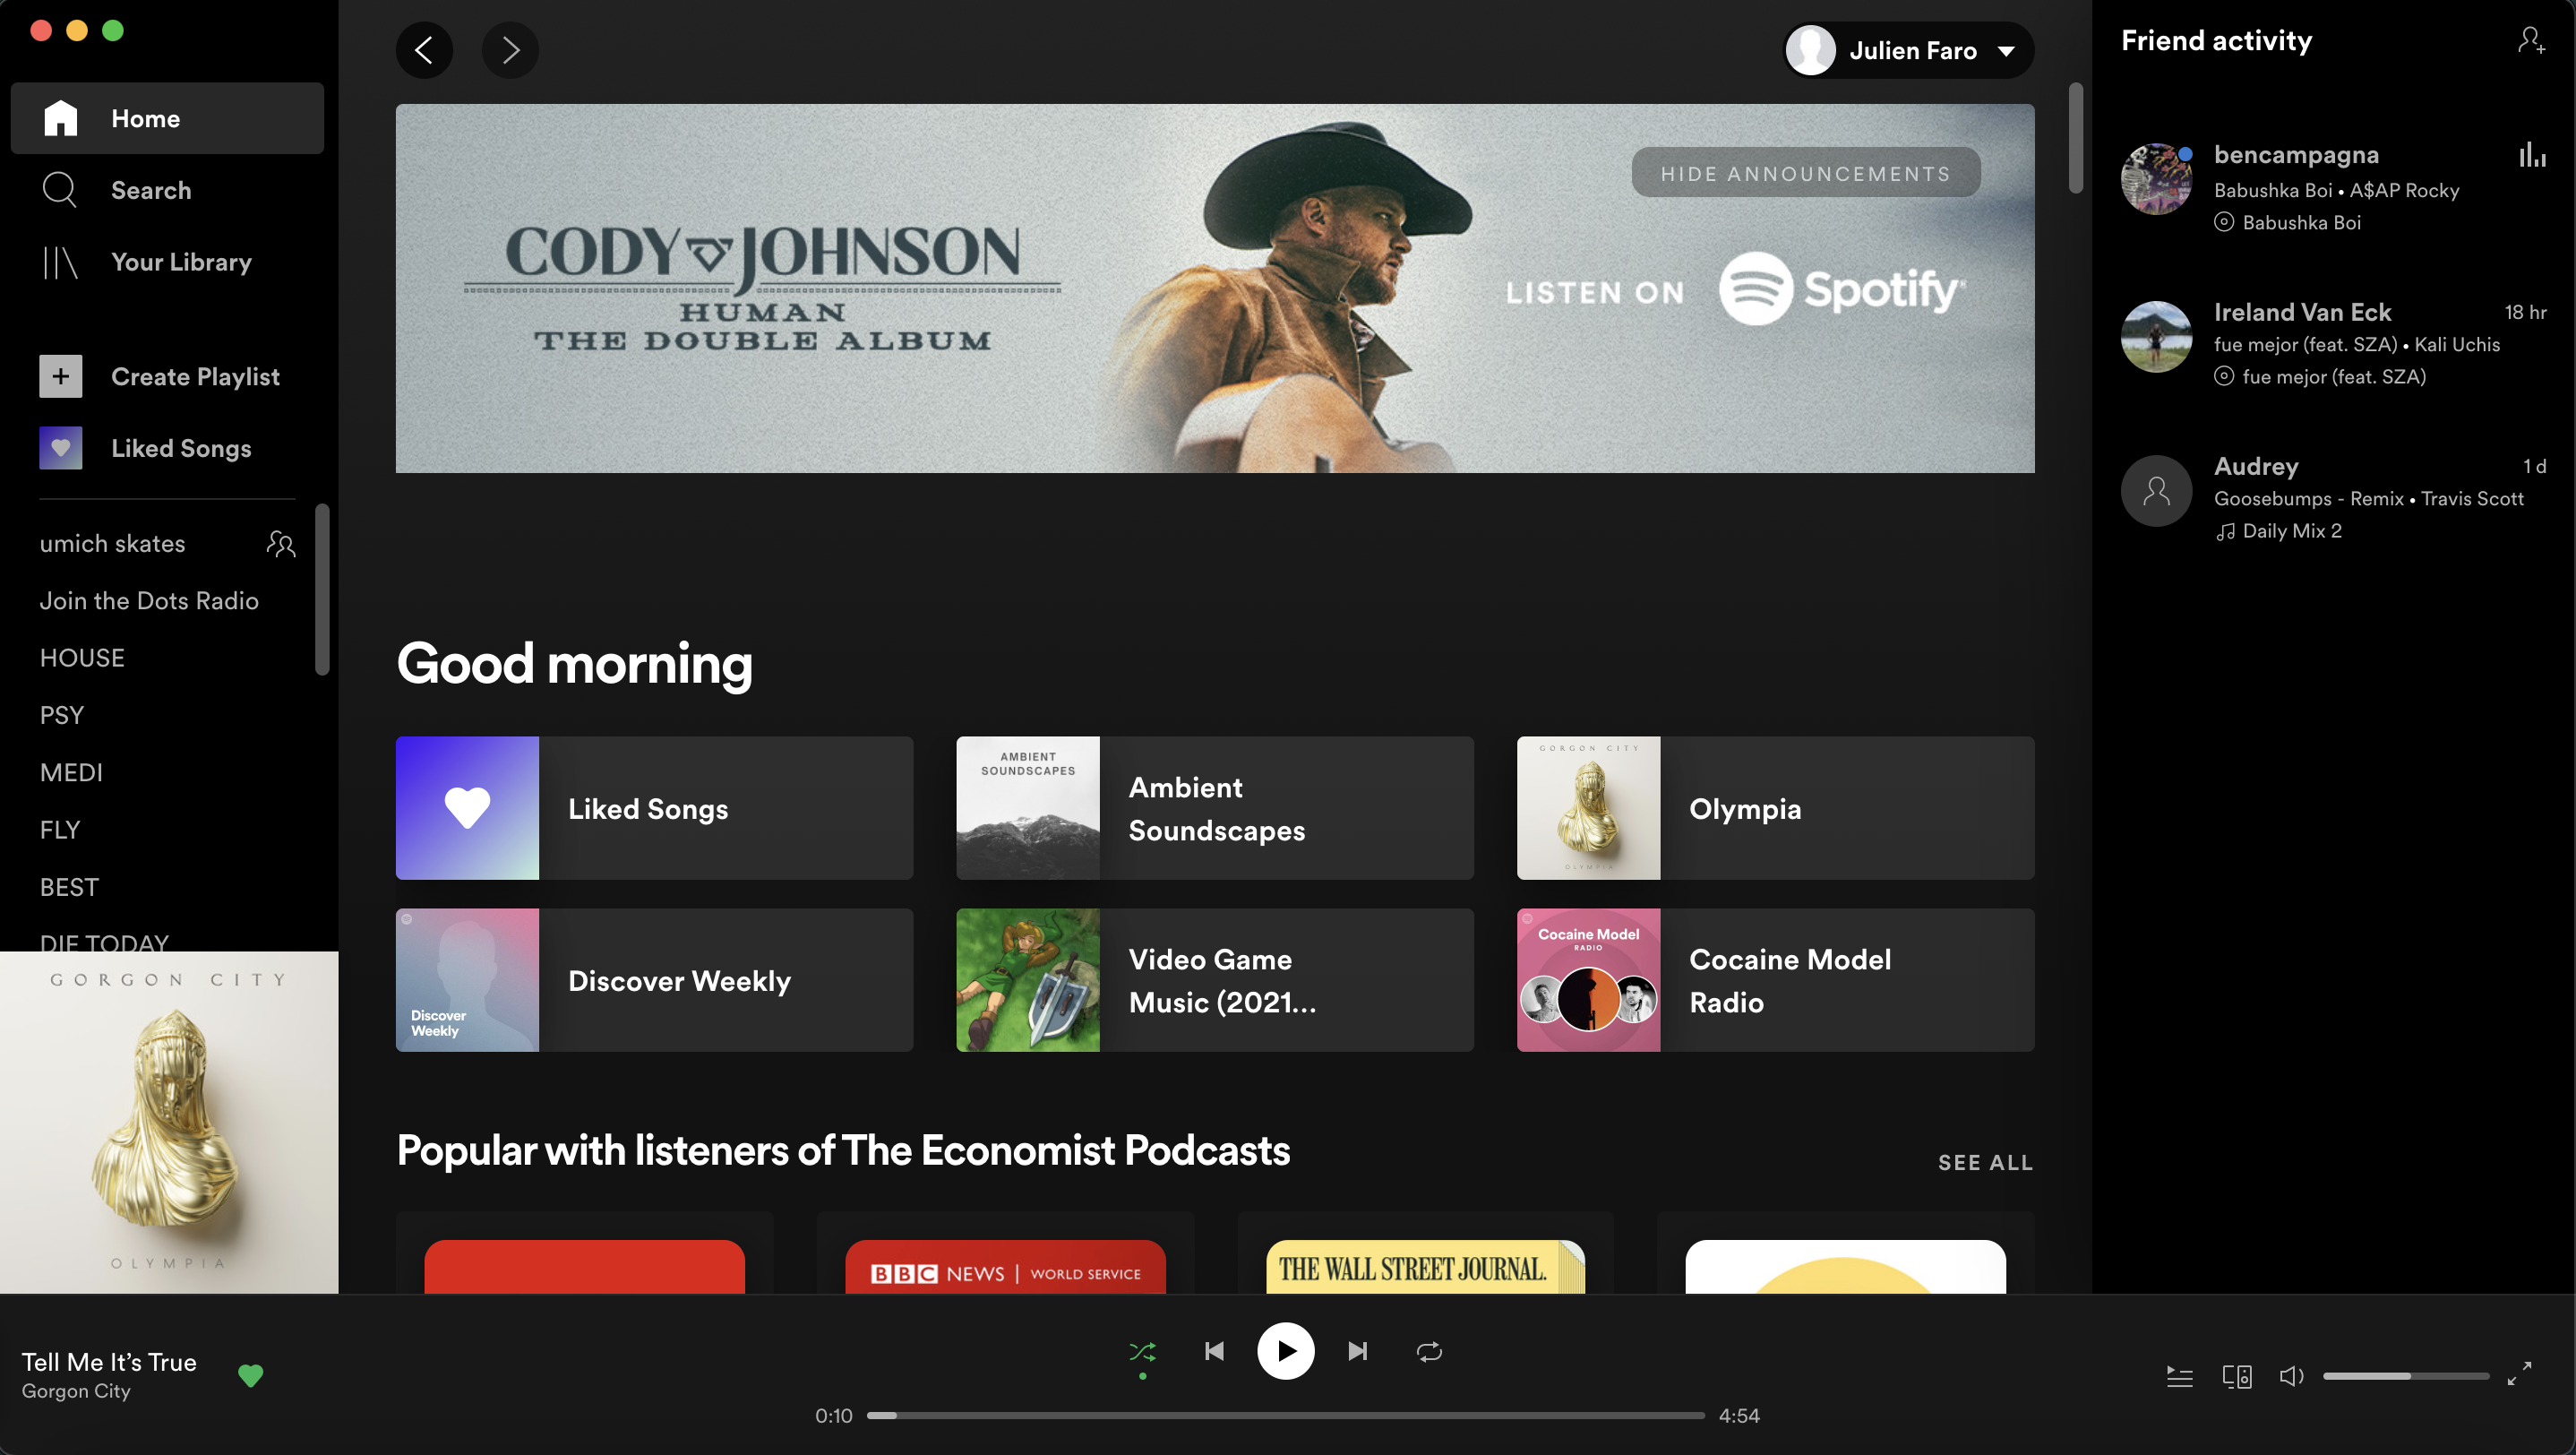 Home
Search
Your Library
Create Playlist
Liked Songs
umich skates
Join the Dots Radio
HOUSE
PSY
MEDI
FLY
BEST
DIE TODAY
GORGON CITY
OLYMPIA
Julien Faro
HIDE ANNOUNCEMENTS
CODY JOHNSON
HUMAN
THE DOUBLE ALBUM
LISTEN ON Spotify
Good morning
Liked Songs
AMBIENT
SOUNDSCAPES
Ambient
Soundscapes
GORGON CITY
OLYMPIA
Olympia
Discover
Weekly
Discover Weekly
Video Game
Music (2021...
Cocaine Model
RADIO
Cocaine Model
Radio
Popular with listeners of The Economist Podcasts
SEE ALL
BBC NEWS | WORLD SERVICE
THE WALL STREET JOURNAL.
Friend activity
bencampagna
Babushka Boi • A$AP Rocky
Babushka Boi
Ireland Van Eck 18 hr
fue mejor (feat. SZA) • Kali Uchis
fue mejor (feat. SZA)
Audrey 1 d
Goosebumps - Remix • Travis Scott
Daily Mix 2
Tell Me It’s True
Gorgon City
0:10 4:54